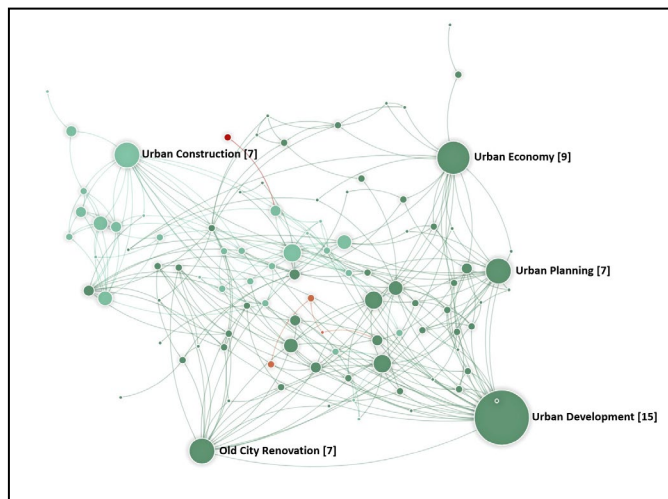 Urban Construction [7]
Urban Economy [9]
Urban Planning [7]
Urban Development [15]
Old City Renovation [7]